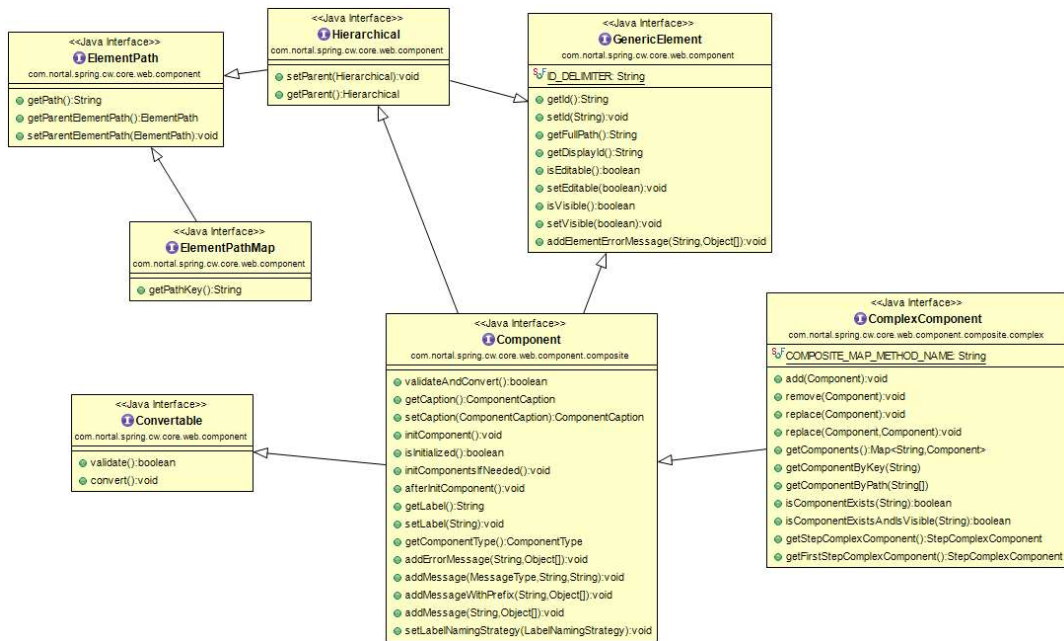 <<Java Interface>>
ElementPath
com.nortal.spring.cw.core.web.component
getPath():String
getParentElementPath():ElementPath
setParentElementPath(ElementPath):void
<<Java Interface>>
Hierarchical
com.nortal.spring.cw.core.web.component
setParent(Hierarchical):void
getParent():Hierarchical
<<Java Interface>>
GenericElement
com.nortal.spring.cw.core.web.component
ID_DELIMITER: String
getId():String
setId(String):void
getFullPath():String
getDisplayId():String
isEditable():boolean
setEditable(boolean):void
isVisible():boolean
setVisible(boolean):void
addElementErrorMessage(String,Object[]):void
<<Java Interface>>
ElementPathMap
com.nortal.spring.cw.core.web.component
getPathKey():String
<<Java Interface>>
Convertable
com.nortal.spring.cw.core.web.component
validate():boolean
convert():void
<<Java Interface>>
Component
com.nortal.spring.cw.core.web.component.composite
validateAndConvert():boolean
getCaption():ComponentCaption
setCaption(ComponentCaption):ComponentCaption
initComponent():void
isInitialized():boolean
initComponentsIfNeeded():void
afterInitComponent():void
getLabel():String
setLabel(String):void
getComponentType():ComponentType
addErrorMessage(String,Object[]):void
addMessage(MessageType,String,String):void
addMessageWithPrefix(String,Object[]):void
addMessage(String,Object[]):void
setLabelNamingStrategy(LabelNamingStrategy):void
<<Java Interface>>
ComplexComponent
com.nortal.spring.cw.core.web.component.composite.complex
COMPOSITE_MAP_METHOD_NAME: String
add(Component):void
remove(Component):void
replace(Component):void
replace(Component,Component):void
getComponents():Map<String,Component>
getComponentByKey(String)
getComponentByPath(String[])
isComponentExists(String):boolean
isComponentExistsAndIsVisible(String):boolean
getStepComplexComponent():StepComplexComponent
getFirstStepComplexComponent():StepComplexComponent